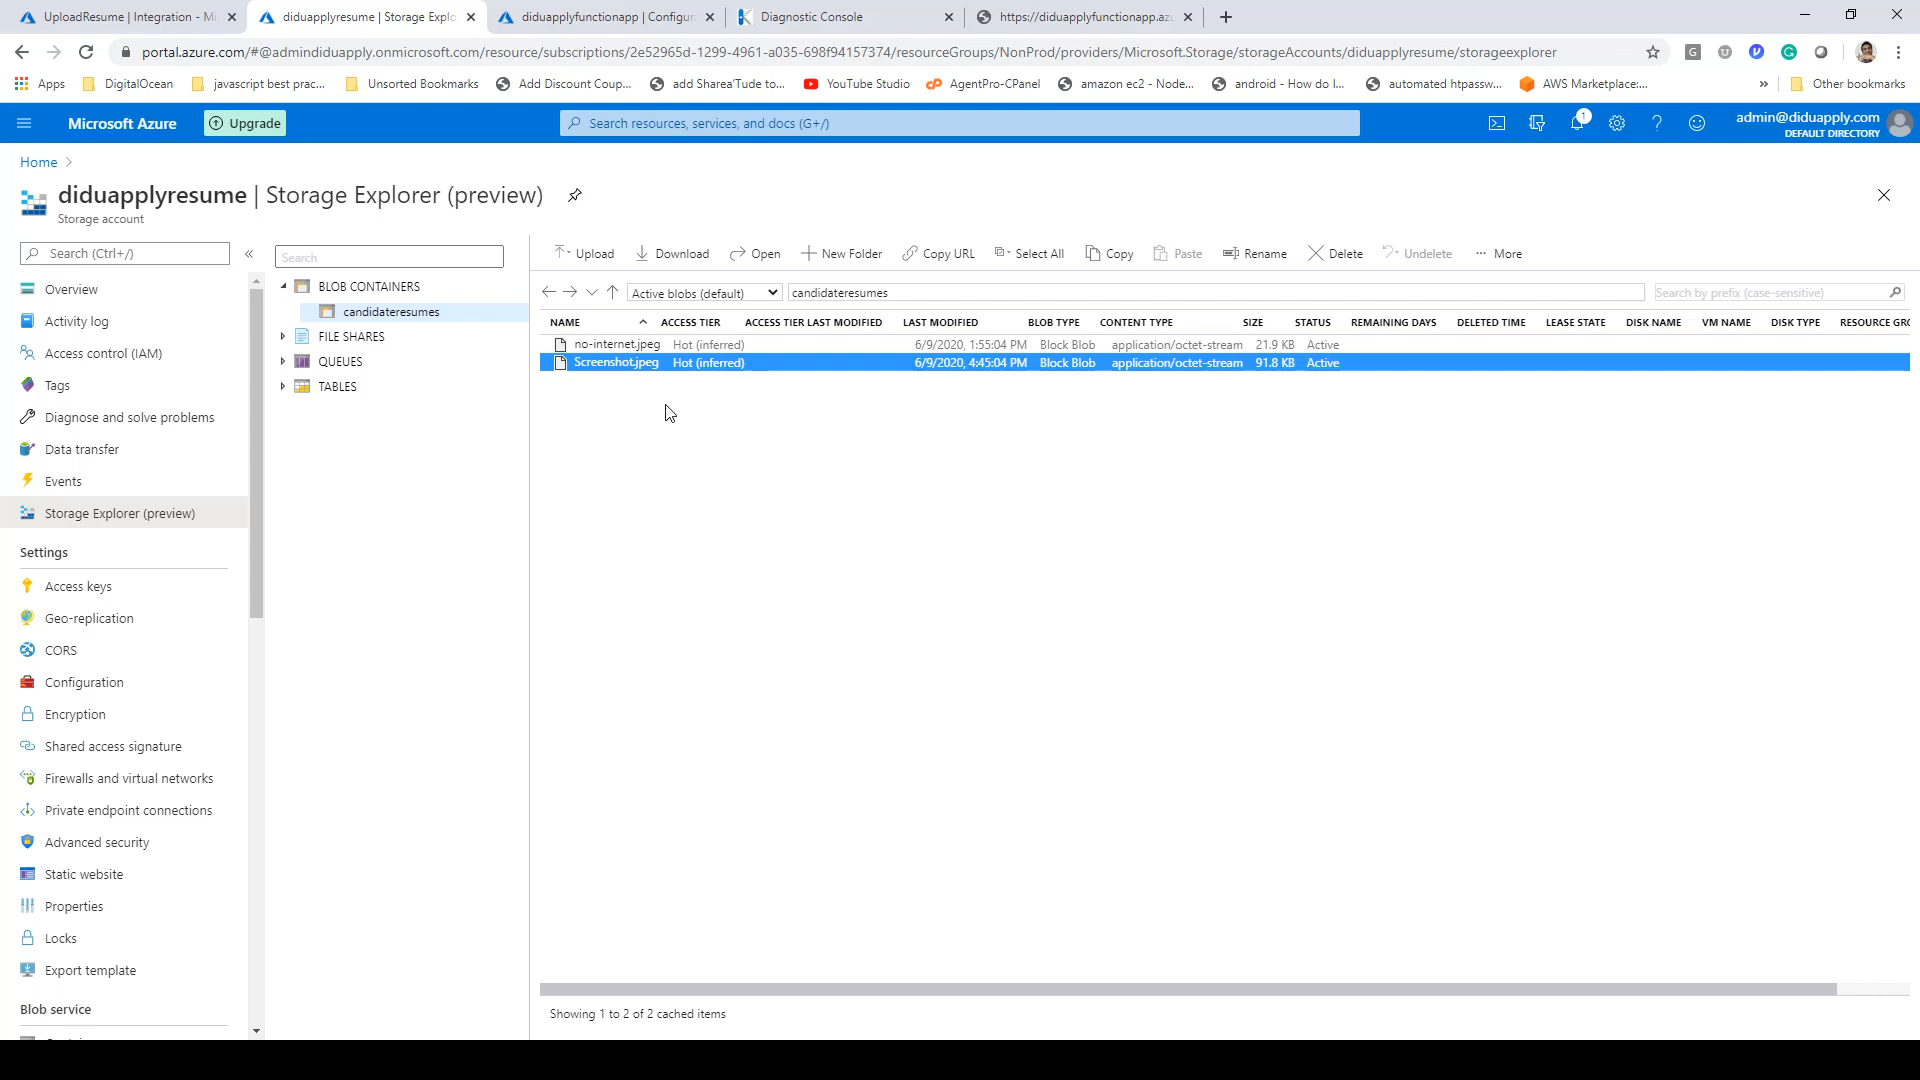 UploadResume | Integration - Mi
diduapplyresume | Storage Explo
diduapplyfunctionapp | Configur
Diagnostic Console
https://diduapplyfunctionapp.az
portal.azure.com/#@admindiduapply.onmicrosoft.com/resource/subscriptions/2e52965d-1299-4961-a035-698f94157374/resourceGroups/NonProd/providers/Microsoft.Storage/storageAccounts/diduapplyresume/storageexplorer
Apps
DigitalOcean
javascript best prac...
Unsorted Bookmarks
Add Discount Coup...
add Sharea'Tude to...
YouTube Studio
AgentPro-CPanel
amazon ec2 - Node...
android - How do I...
automated htpassw...
AWS Marketplace:...
»
Other bookmarks
Microsoft Azure
Upgrade
Search resources, services, and docs (G+/)
1
admin@diduapply.com
DEFAULT DIRECTORY
Home
diduapplyresume | Storage Explorer (preview)
Storage account
Search (Ctrl+/)
«
Overview
Activity log
Access control (IAM)
Tags
Diagnose and solve problems
Data transfer
Events
Storage Explorer (preview)
Settings
Access keys
Geo-replication
CORS
Configuration
Encryption
Shared access signature
Firewalls and virtual networks
Private endpoint connections
Advanced security
Static website
Properties
Locks
Export template
Blob service
Search
BLOB CONTAINERS
candidateresumes
FILE SHARES
QUEUES
TABLES
Upload
Download
Open
New Folder
Copy URL
Select All
Copy
Paste
Rename
Delete
Undelete
More
Active blobs (default)
candidateresumes
Search by prefix (case-sensitive)
NAME ACCESS TIER ACCESS TIER LAST MODIFIED LAST MODIFIED BLOB TYPE CONTENT TYPE SIZE STATUS REMAINING DAYS DELETED TIME LEASE STATE DISK NAME VM NAME DISK TYPE RESOURCE GRO
no-internet.jpeg Hot (inferred) 6/9/2020, 1:55:04 PM Block Blob application/octet-stream 21.9 KB Active
Screenshot.jpeg Hot (inferred) 6/9/2020, 4:45:04 PM Block Blob application/octet-stream 91.8 KB Active
Showing 1 to 2 of 2 cached items